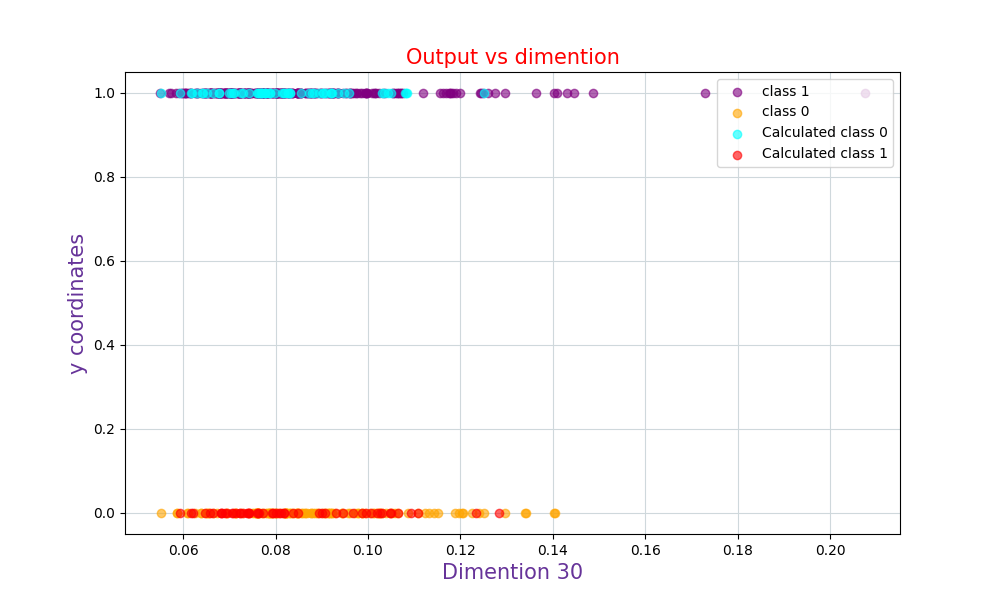 Output vs dimention
class 1
class 0
Calculated class 0
Calculated class 1
y coordinates
1.0
0.8
0.6
0.4
0.2
0.0
0.06 0.08 0.10 0.12 0.14 0.16 0.18 0.20
Dimention 30